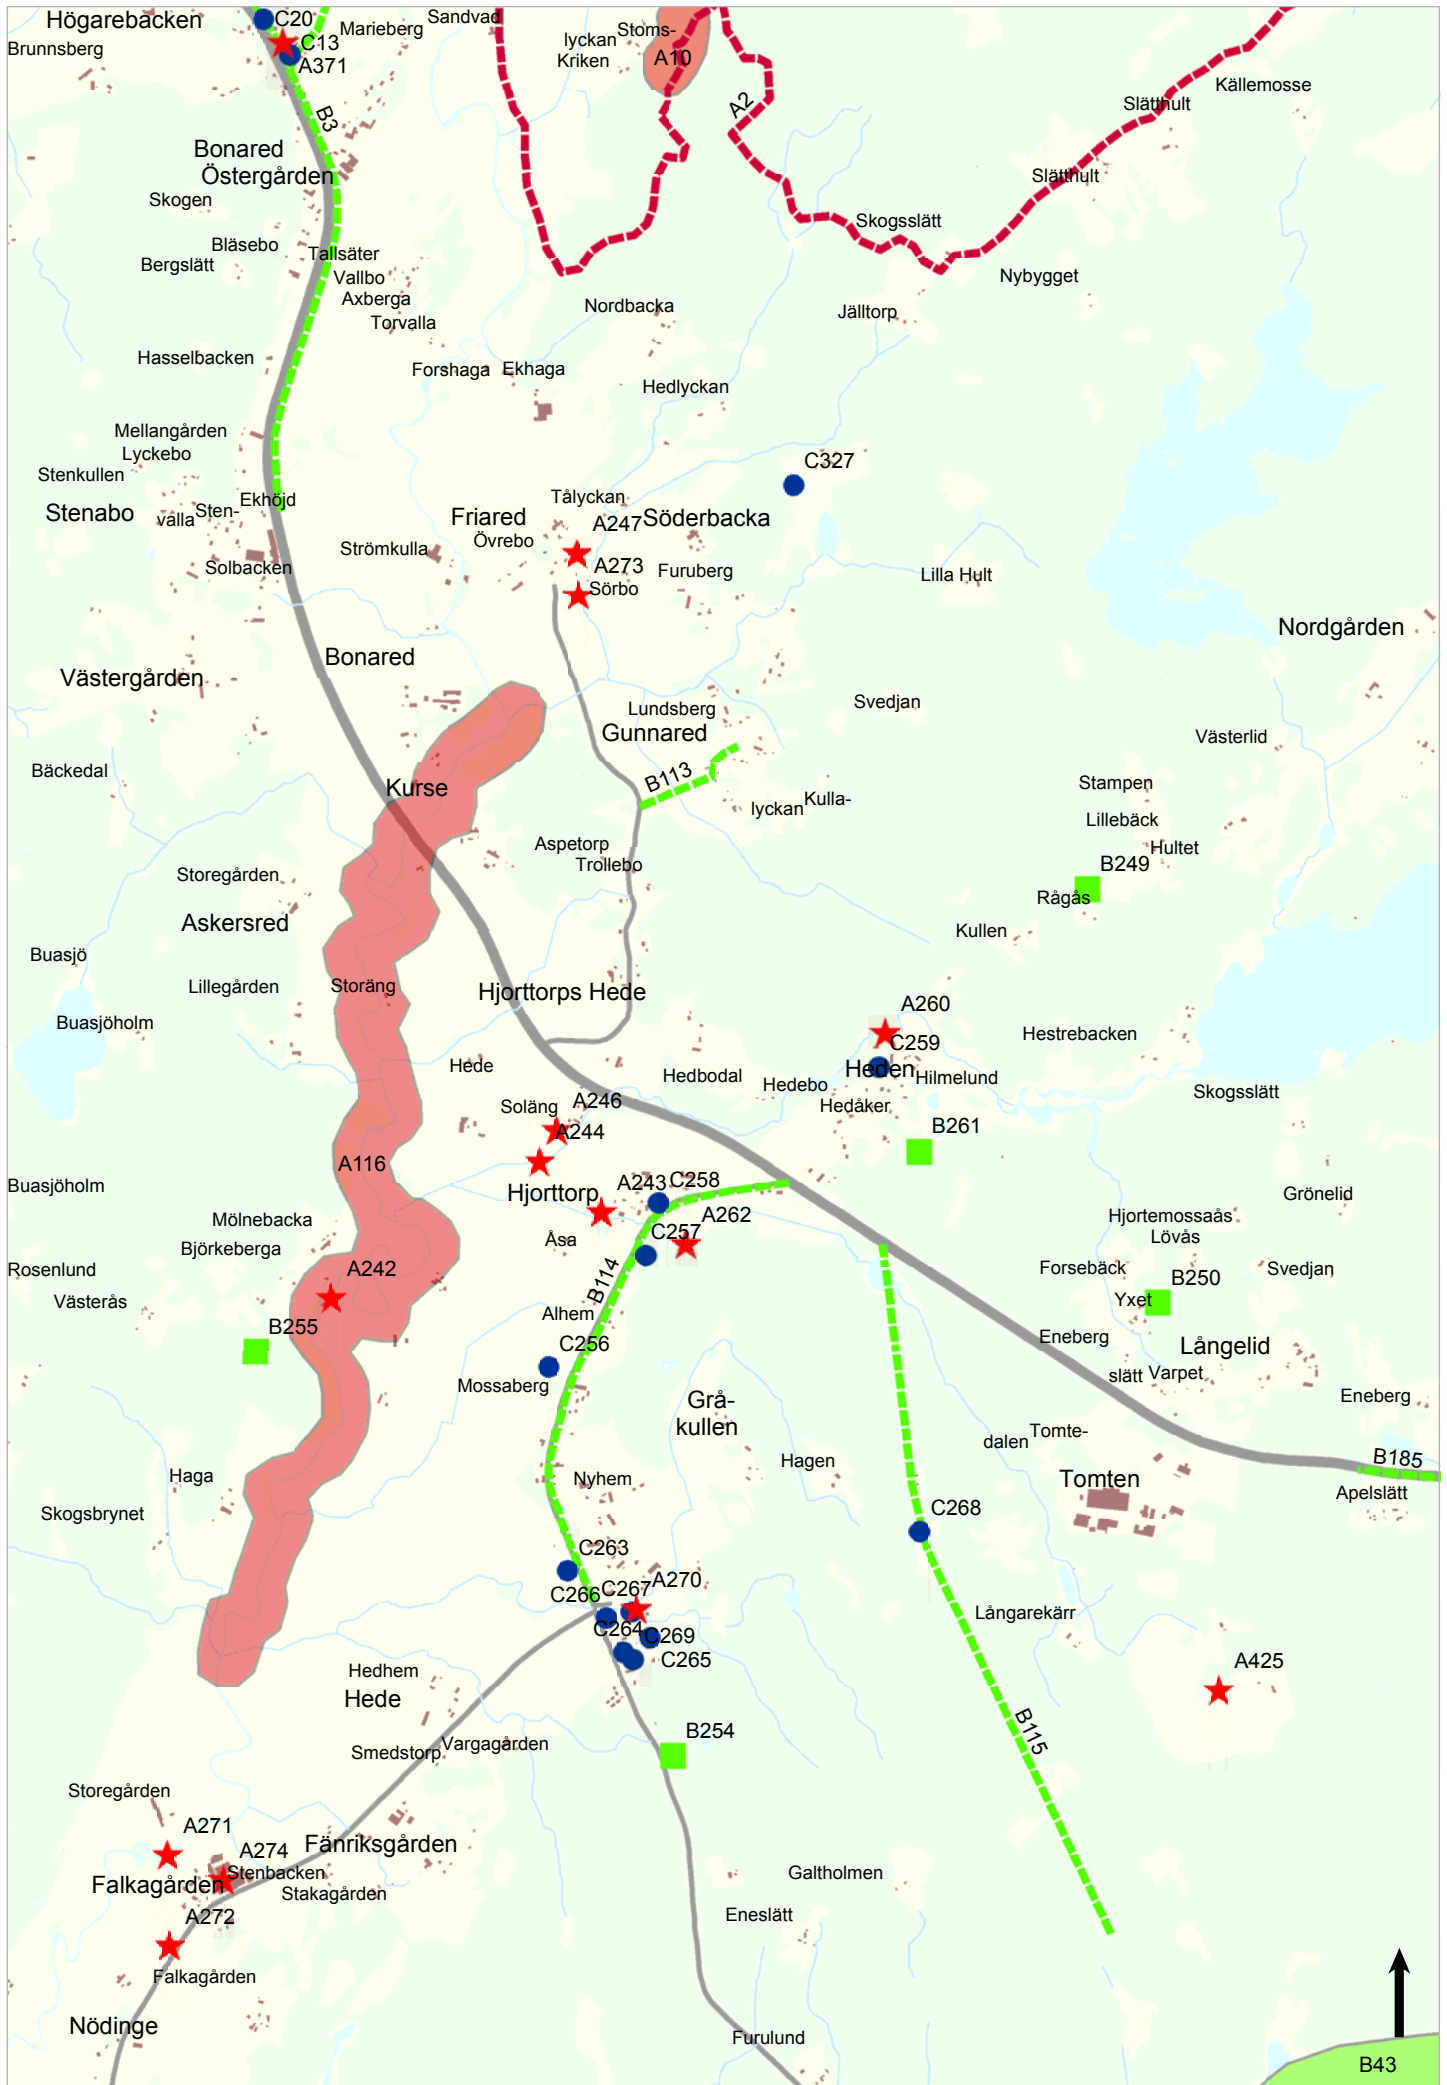 Högarebacken
C20
Marieberg
Sandvad
Brunnsberg
C13
A371
lyckan
Stoms-
Kriken
A10
A2
Källemosse
Slätthult
B3
Bonared
Östergården
Slätthult
Skogen
Skogsslätt
Bläsebo
Tallsäter
Bergslätt
Vallbo
Axberga
Torvalla
Nybygget
Nordbacka
Jälltorp
Hasselbacken
Forshaga
Ekhaga
Hedlyckan
Mellangården
Lyckebo
Stenkullen
C327
Stenabo
valla
Sten-
Ekhöjd
Tålyckan
Friared
A247
Söderbacka
Övrebo
Strömkulla
Solbacken
A273
Sörbo
Furuberg
Lilla Hult
Nordgården
Bonared
Västergården
Lundsberg
Svedjan
Gunnared
Västerlid
Bäckedal
B113
Kurse
lyckan
Kulla-
Stampen
Lillebäck
Hultet
Aspetorp
Trollebo
B249
Storegården
Rågås
Askersred
Kullen
Buasjö
Lillegården
Storäng
Hjorttorps Hede
Buasjöholm
A260
C259
Hestrebacken
Hede
Hedbodal
Hedebo
Heden
Hilmelund
Skogsslätt
Soläng
A246
Hedåker
A244
B261
A116
Buasjöholm
Hjorttorp
A243
C258
Grönelid
Mölnebacka
A262
Hjortemossaås
Björkeberga
Åsa
C257
Lövås
Rosenlund
A242
Forsebäck
Svedjan
Västerås
B114
B250
Yxet
B255
Alhem
Eneberg
Långelid
C256
Mossaberg
slätt
Varpet
Eneberg
Grå-
kullen
dalen
Tomte-
Hagen
B185
Haga
Nyhem
Tomten
Apelslätt
Skogsbrynet
C268
C263
C266
C267
A270
Långarekärr
C264
C269
C265
A425
Hedhem
Hede
B254
B115
Smedstorp
Vargagården
Storegården
A271
A274
Fänriksgården
Stenbacken
Falkagården
Stakagården
Galtholmen
A272
Eneslätt
Falkagården
Nödinge
Furulund
B43